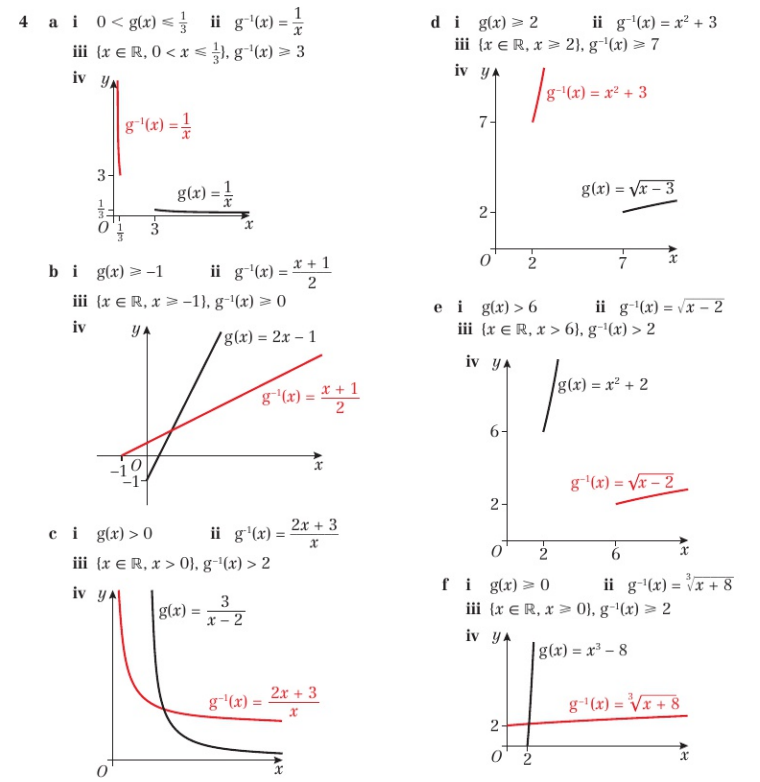 4 a i 0 < g(x) ⩽ 1/3 ii g⁻¹(x) = 1/x
iii {x ∈ ℝ, 0 < x ⩽ 1/3}, g⁻¹(x) ⩾ 3
iv y
g⁻¹(x) = 1/x
3
g(x) = 1/x
1/3
O 1/3 3 x
b i g(x) ⩾ –1 ii g⁻¹(x) = (x + 1)/2
iii {x ∈ ℝ, x ⩾ –1}, g⁻¹(x) ⩾ 0
iv y
g(x) = 2x – 1
g⁻¹(x) = (x + 1)/2
–1 O x
–1
c i g(x) > 0 ii g⁻¹(x) = (2x + 3)/x
iii {x ∈ ℝ, x > 0}, g⁻¹(x) > 2
iv y
g(x) = 3/(x – 2)
g⁻¹(x) = (2x + 3)/x
O x
d i g(x) ⩾ 2 ii g⁻¹(x) = x² + 3
iii {x ∈ ℝ, x ⩾ 2}, g⁻¹(x) ⩾ 7
iv y
g⁻¹(x) = x² + 3
7
g(x) = √(x – 3)
2
O 2 7 x
e i g(x) > 6 ii g⁻¹(x) = √(x – 2)
iii {x ∈ ℝ, x > 6}, g⁻¹(x) > 2
iv y
g(x) = x² + 2
6
g⁻¹(x) = √(x – 2)
2
O 2 6 x
f i g(x) ⩾ 0 ii g⁻¹(x) = ∛(x + 8)
iii {x ∈ ℝ, x ⩾ 0}, g⁻¹(x) ⩾ 2
iv y
g(x) = x³ – 8
g⁻¹(x) = ∛(x + 8)
2
O 2 x